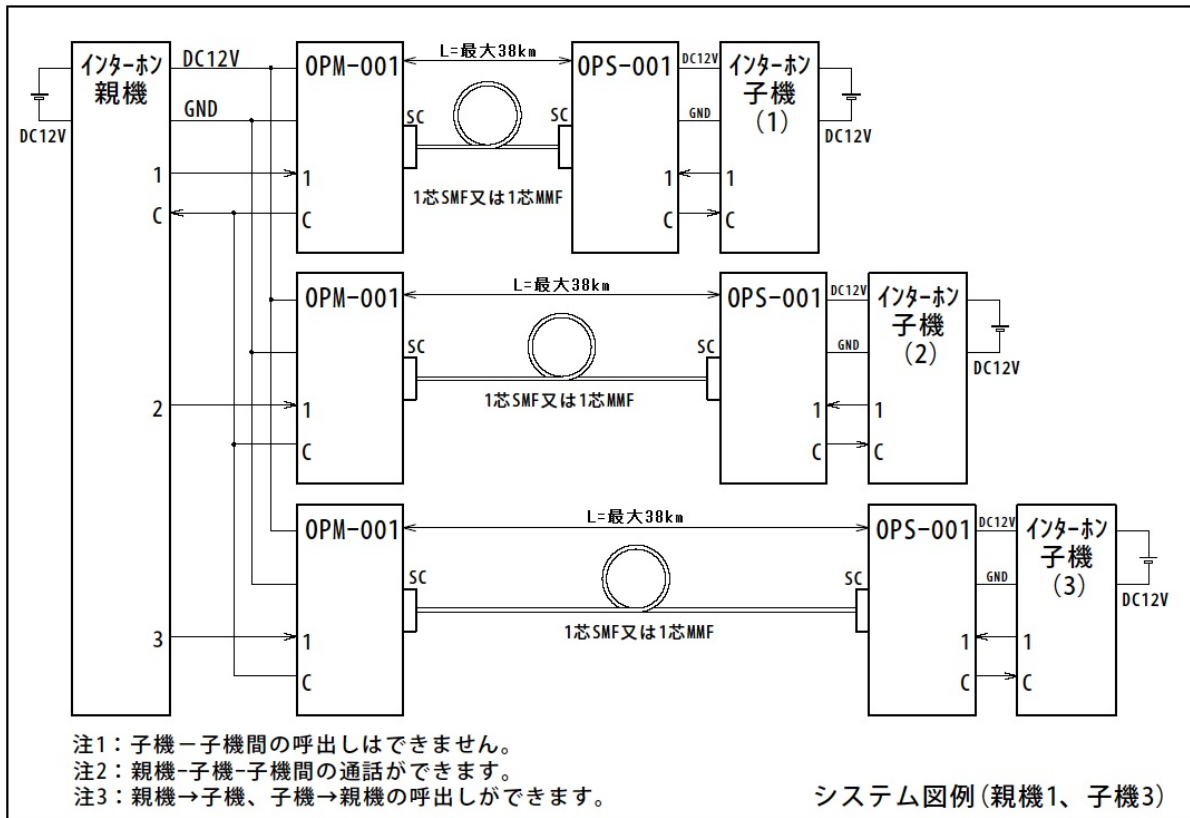 インターホン
親機
DC12V
GND
DC12V
1
C
2
3
OPM-001
L=最大38km
OPS-001
SC
SC
1芯SMF又は1芯MMF
1
C
1
C
DC12V
GND
インターホン
子機
(1)
1
C
DC12V
OPM-001
L=最大38km
OPS-001
SC
SC
1芯SMF又は1芯MMF
1
C
1
C
DC12V
GND
インターホン
子機
(2)
1
C
DC12V
OPM-001
L=最大38km
OPS-001
SC
SC
1芯SMF又は1芯MMF
1
C
1
C
DC12V
GND
インターホン
子機
(3)
1
C
DC12V
注1:子機-子機間の呼出しはできません。
注2:親機-子機-子機間の通話ができます。
注3:親機→子機、子機→親機の呼出しができます。
システム図例(親機1、子機3)